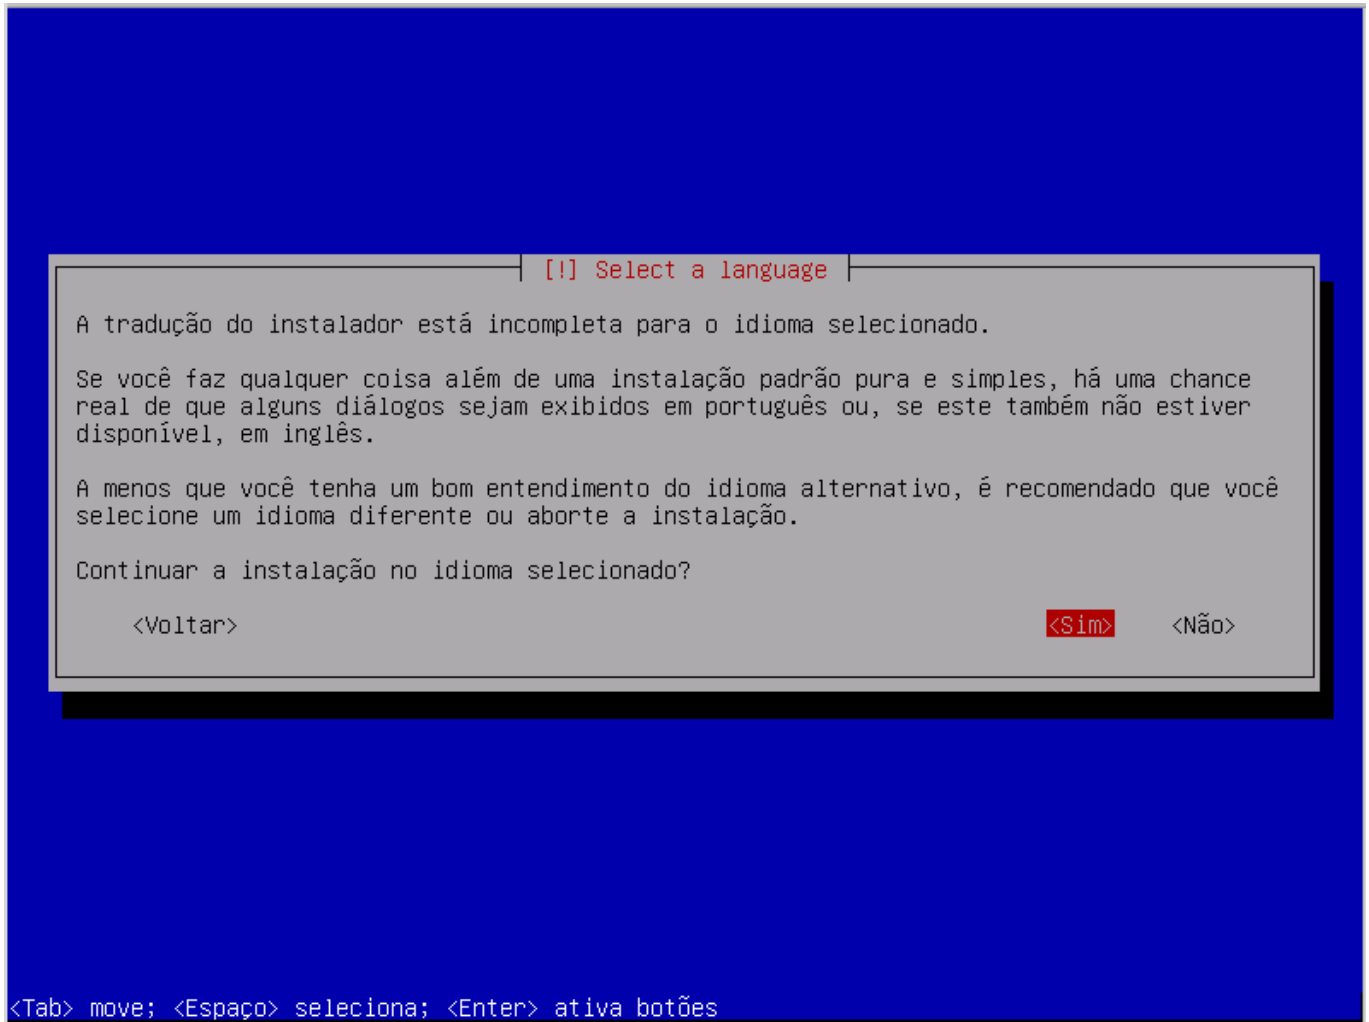 [!] Select a language
A tradução do instalador está incompleta para o idioma selecionado.
Se você faz qualquer coisa além de uma instalação padrão pura e simples, há uma chance
real de que alguns diálogos sejam exibidos em português ou, se este também não estiver
disponível, em inglês.
A menos que você tenha um bom entendimento do idioma alternativo, é recomendado que você
selecione um idioma diferente ou aborte a instalação.
Continuar a instalação no idioma selecionado?
<Voltar> <Sim> <Não>
<Tab> move; <Espaço> seleciona; <Enter> ativa botões